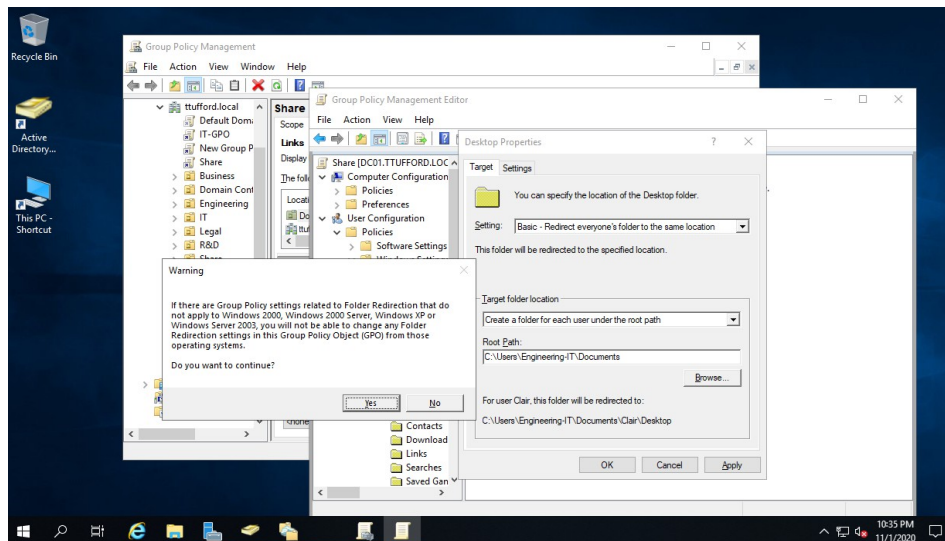 Recycle Bin
Active
Directory...
This PC -
Shortcut
Group Policy Management
File Action View Window Help
ttufford.local
Default Doma
IT-GPO
New Group P
Share
Business
Domain Cont
Engineering
IT
Legal
R&D
Share
Share
Scope
Links
Display
The follo
Locati
Do
ttuf
Group Policy Management Editor
File Action View Help
Share [DC01.TTUFFORD.LOC
Computer Configuration
Policies
Preferences
User Configuration
Policies
Software Settings
Contacts
Download
Links
Searches
Saved Gan
Desktop Properties ?
Target Settings
You can specify the location of the Desktop folder.
Setting: Basic - Redirect everyone's folder to the same location
This folder will be redirected to the specified location.
Target folder location
Create a folder for each user under the root path
Root Path:
C:\Users\Engineering-IT\Documents
Browse...
For user Clair, this folder will be redirected to:
C:\Users\Engineering-IT\Documents\Clair\Desktop
OK Cancel Apply
Warning
If there are Group Policy settings related to Folder Redirection that do
not apply to Windows 2000, Windows 2000 Server, Windows XP or
Windows Server 2003, you will not be able to change any Folder
Redirection settings in this Group Policy Object (GPO) from those
operating systems.
Do you want to continue?
Yes No
10:35 PM
11/1/2020